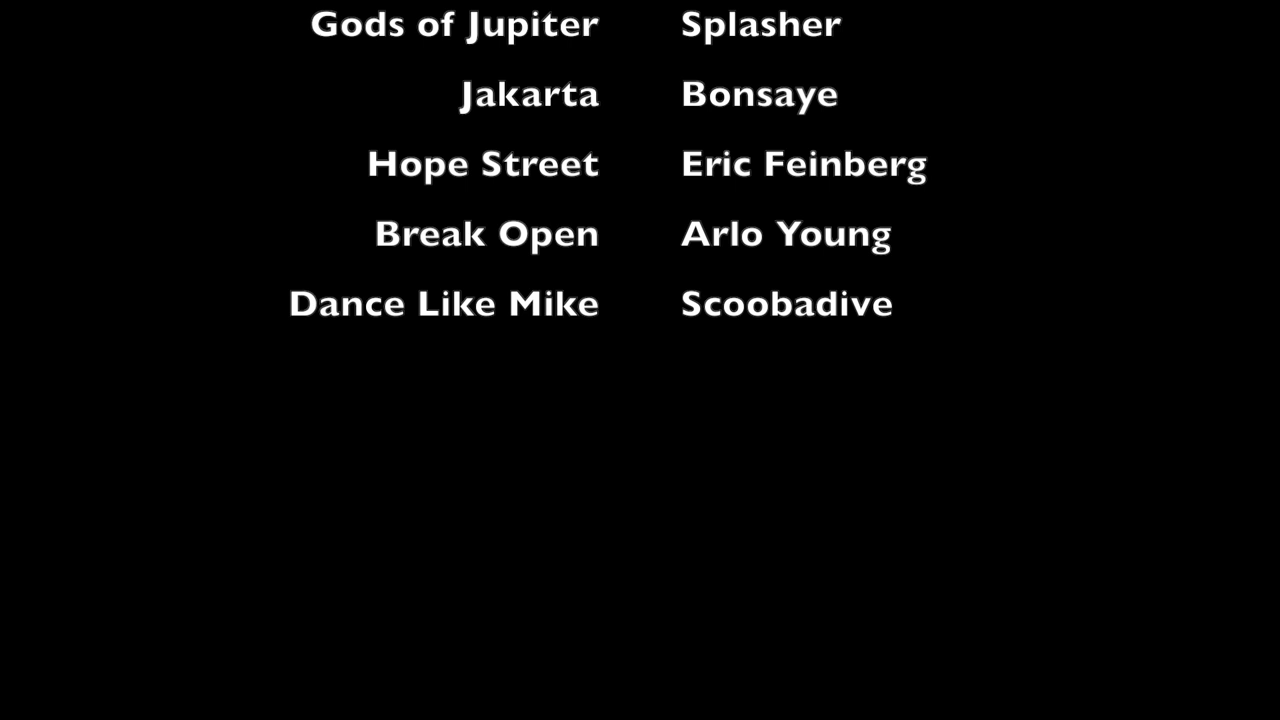 Gods of Jupiter Splasher
Jakarta Bonsaye
Hope Street Eric Feinberg
Break Open Arlo Young
Dance Like Mike Scoobadive